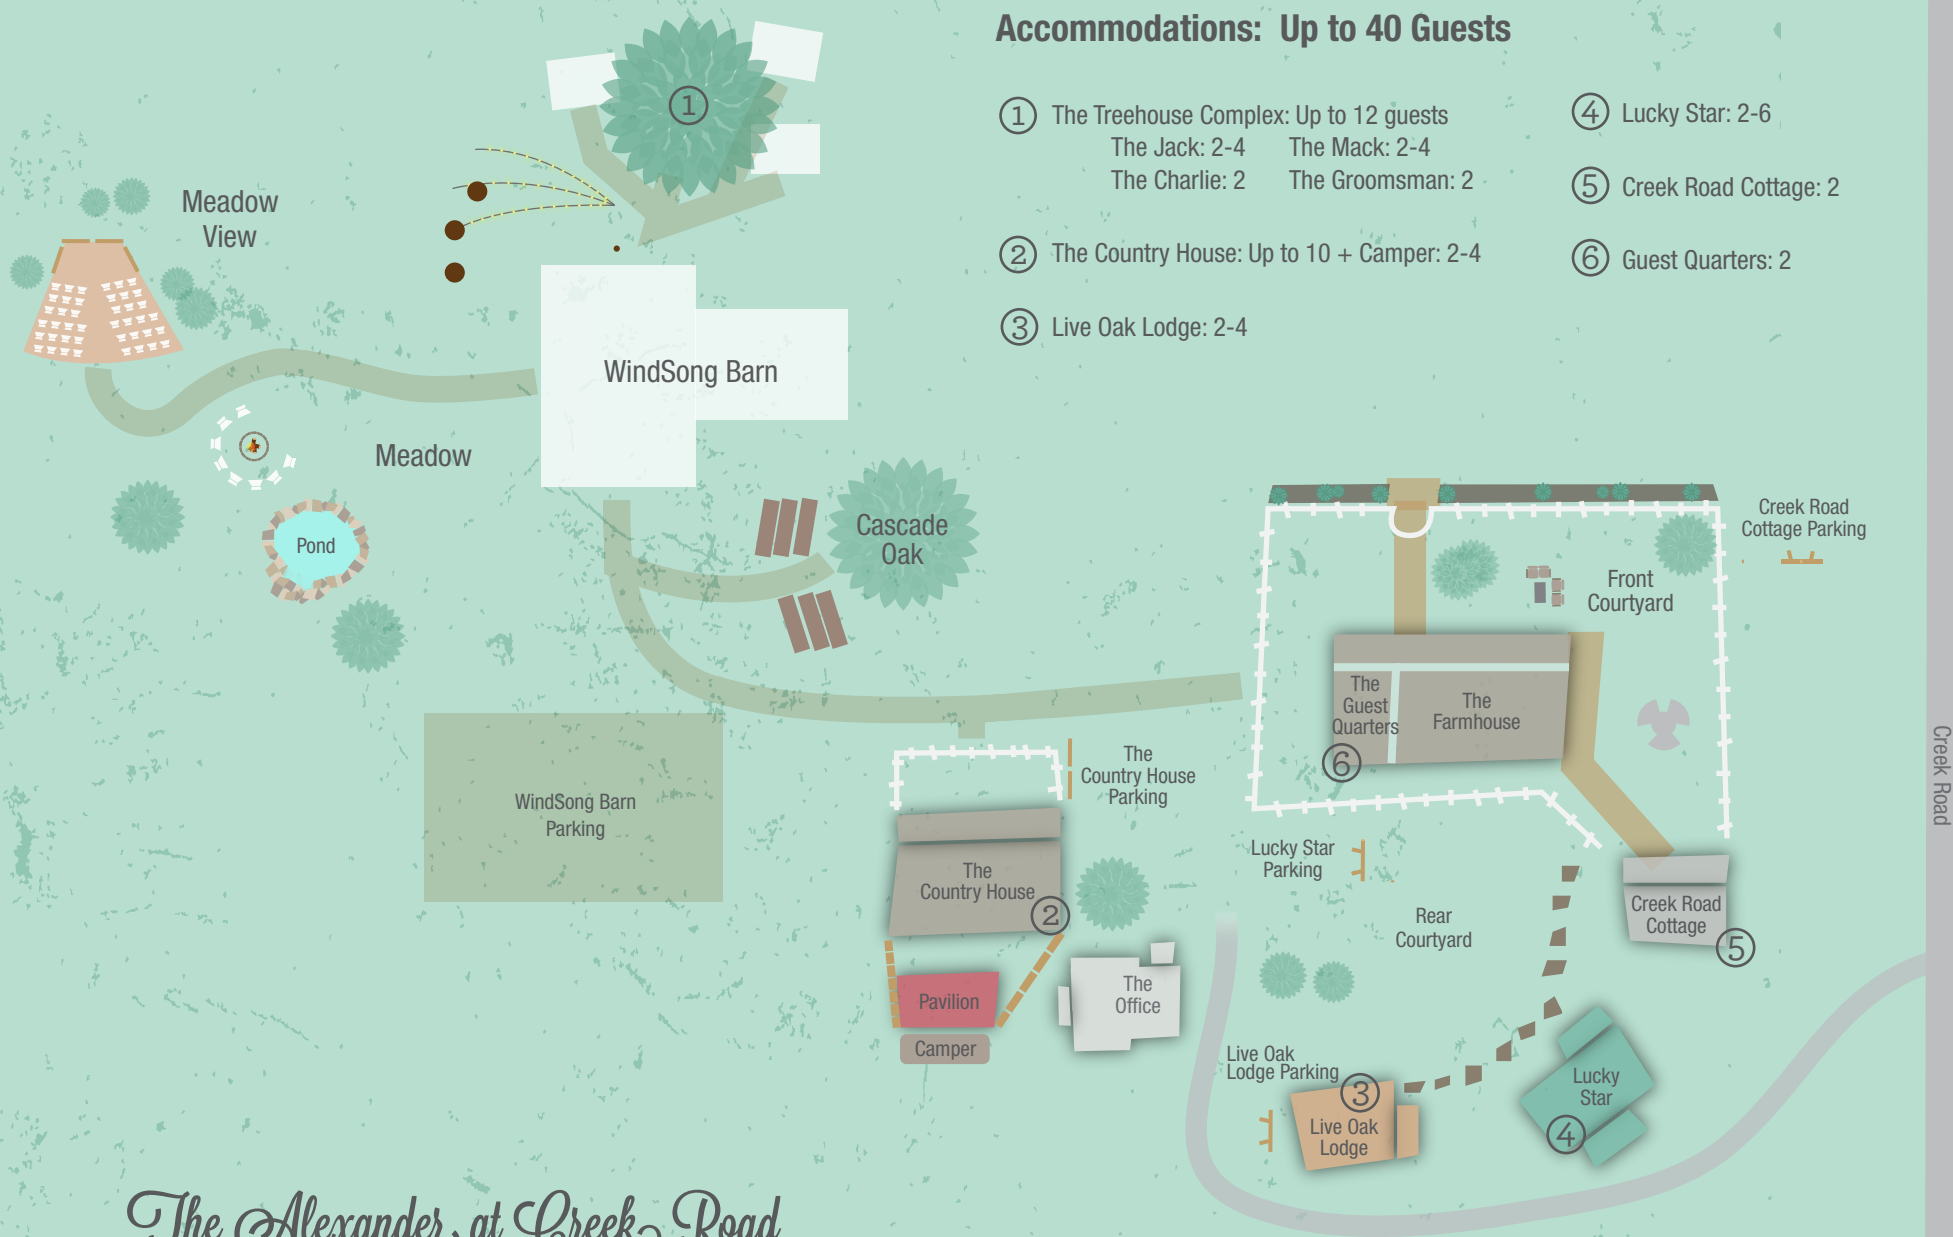 Accommodations: Up to 40 Guests
1 The Treehouse Complex: Up to 12 guests
The Jack: 2-4 The Mack: 2-4
The Charlie: 2 The Groomsman: 2
2 The Country House: Up to 10 + Camper: 2-4
3 Live Oak Lodge: 2-4
4 Lucky Star: 2-6
5 Creek Road Cottage: 2
6 Guest Quarters: 2
1
Meadow
View
WindSong Barn
Meadow
Pond
Cascade
Oak
Creek Road
Cottage Parking
Front
Courtyard
The
Guest
Quarters
6
The
Farmhouse
Creek Road
WindSong Barn
Parking
The
Country House
Parking
The
Country House
2
Lucky Star
Parking
Rear
Courtyard
Creek Road
Cottage
5
Pavilion
Camper
The
Office
Live Oak
Lodge Parking
3
Live Oak
Lodge
Lucky
Star
4
The Alexander at Creek Road